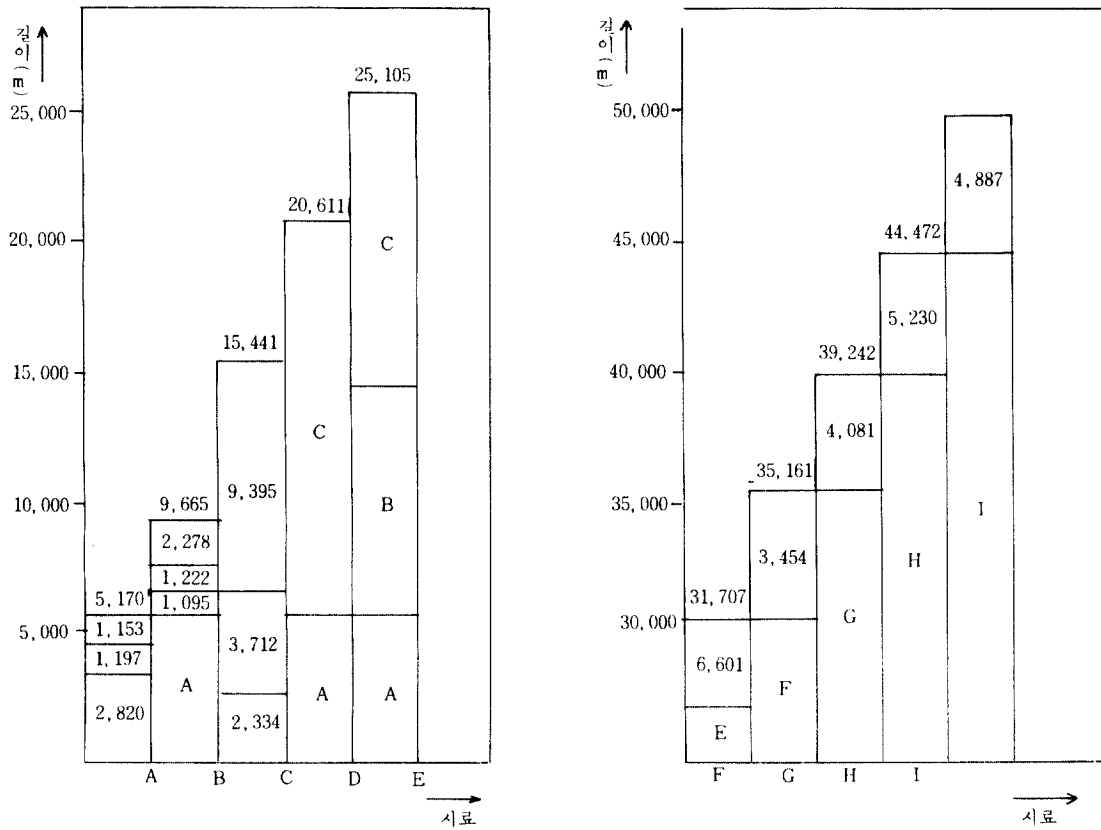 길이(m)
25,000
20,000
15,000
10,000
5,000
25,105
C
B
A
20,611
C
A
15,441
9,395
3,712
2,334
9,665
2,278
1,222
1,095
A
5,170
1,153
1,197
2,820
A B C D E
시료
길이(m)
50,000
45,000
40,000
35,000
30,000
4,887
I
44,472
5,230
H
39,242
4,081
G
35,161
3,454
F
31,707
6,601
E
F G H I
시료